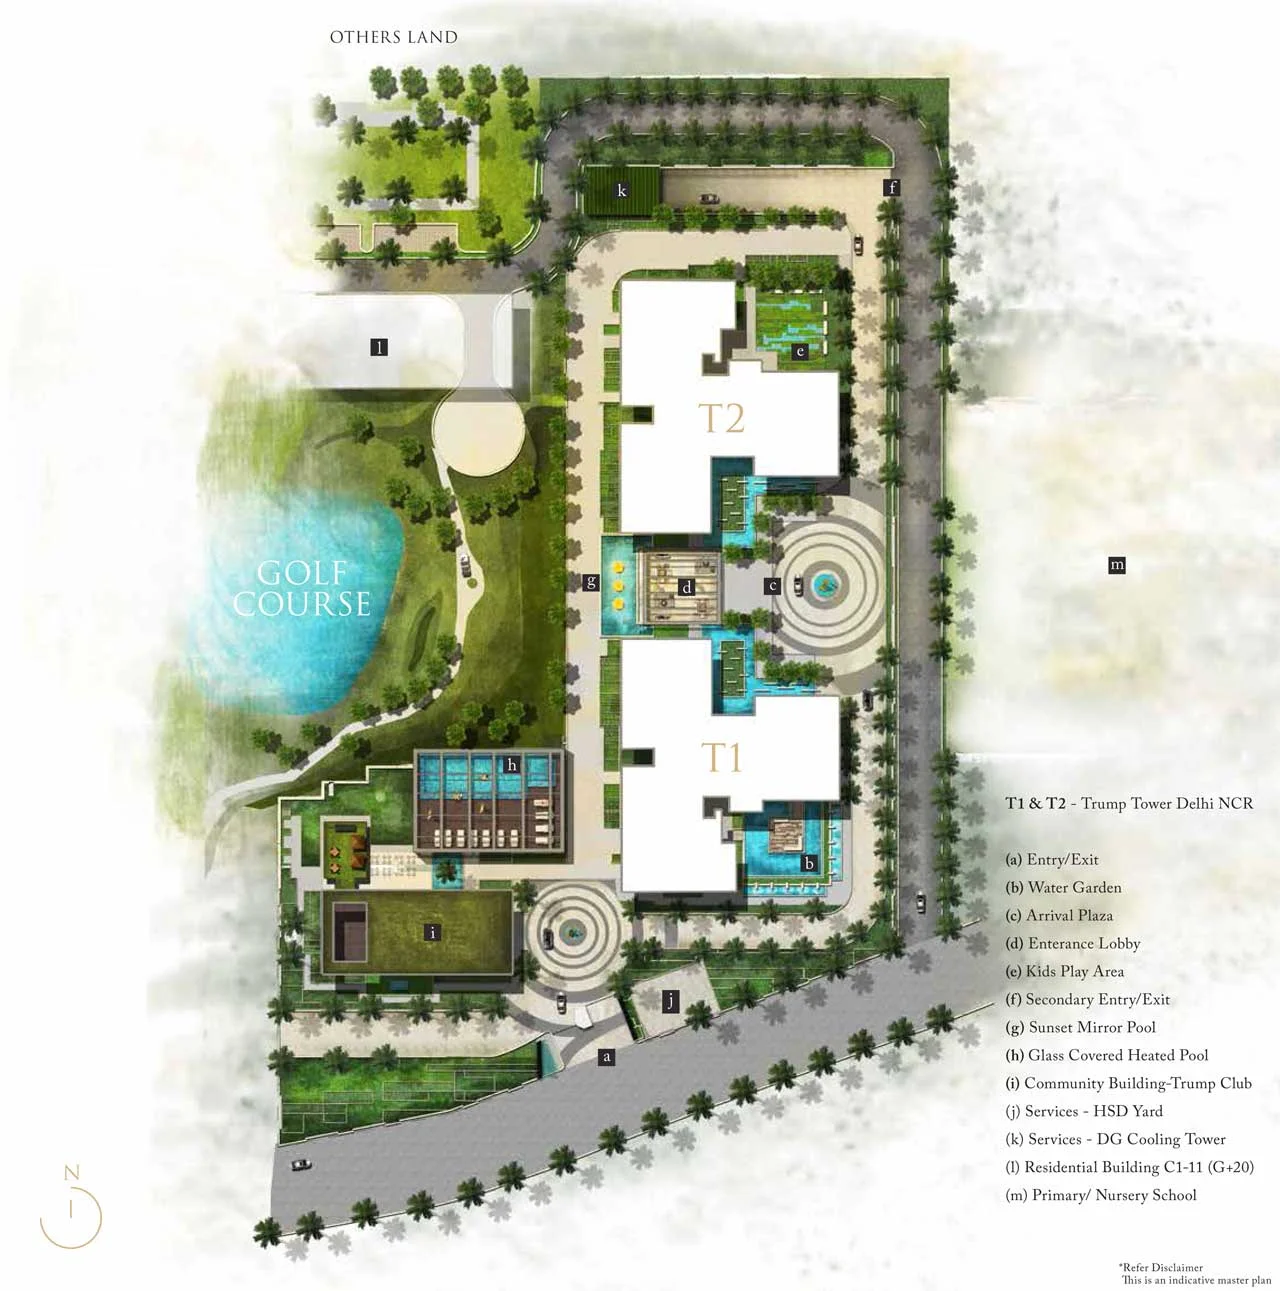 OTHERS LAND
k
f
l
e
T2
GOLF
COURSE
g
d
c
m
T1
h
b
i
j
a
N
T1 & T2 - Trump Tower Delhi NCR
(a) Entry/Exit
(b) Water Garden
(c) Arrival Plaza
(d) Enterance Lobby
(e) Kids Play Area
(f) Secondary Entry/Exit
(g) Sunset Mirror Pool
(h) Glass Covered Heated Pool
(i) Community Building-Trump Club
(j) Services - HSD Yard
(k) Services - DG Cooling Tower
(l) Residential Building C1-11 (G+20)
(m) Primary/ Nursery School
*Refer Disclaimer
This is an indicative master plan